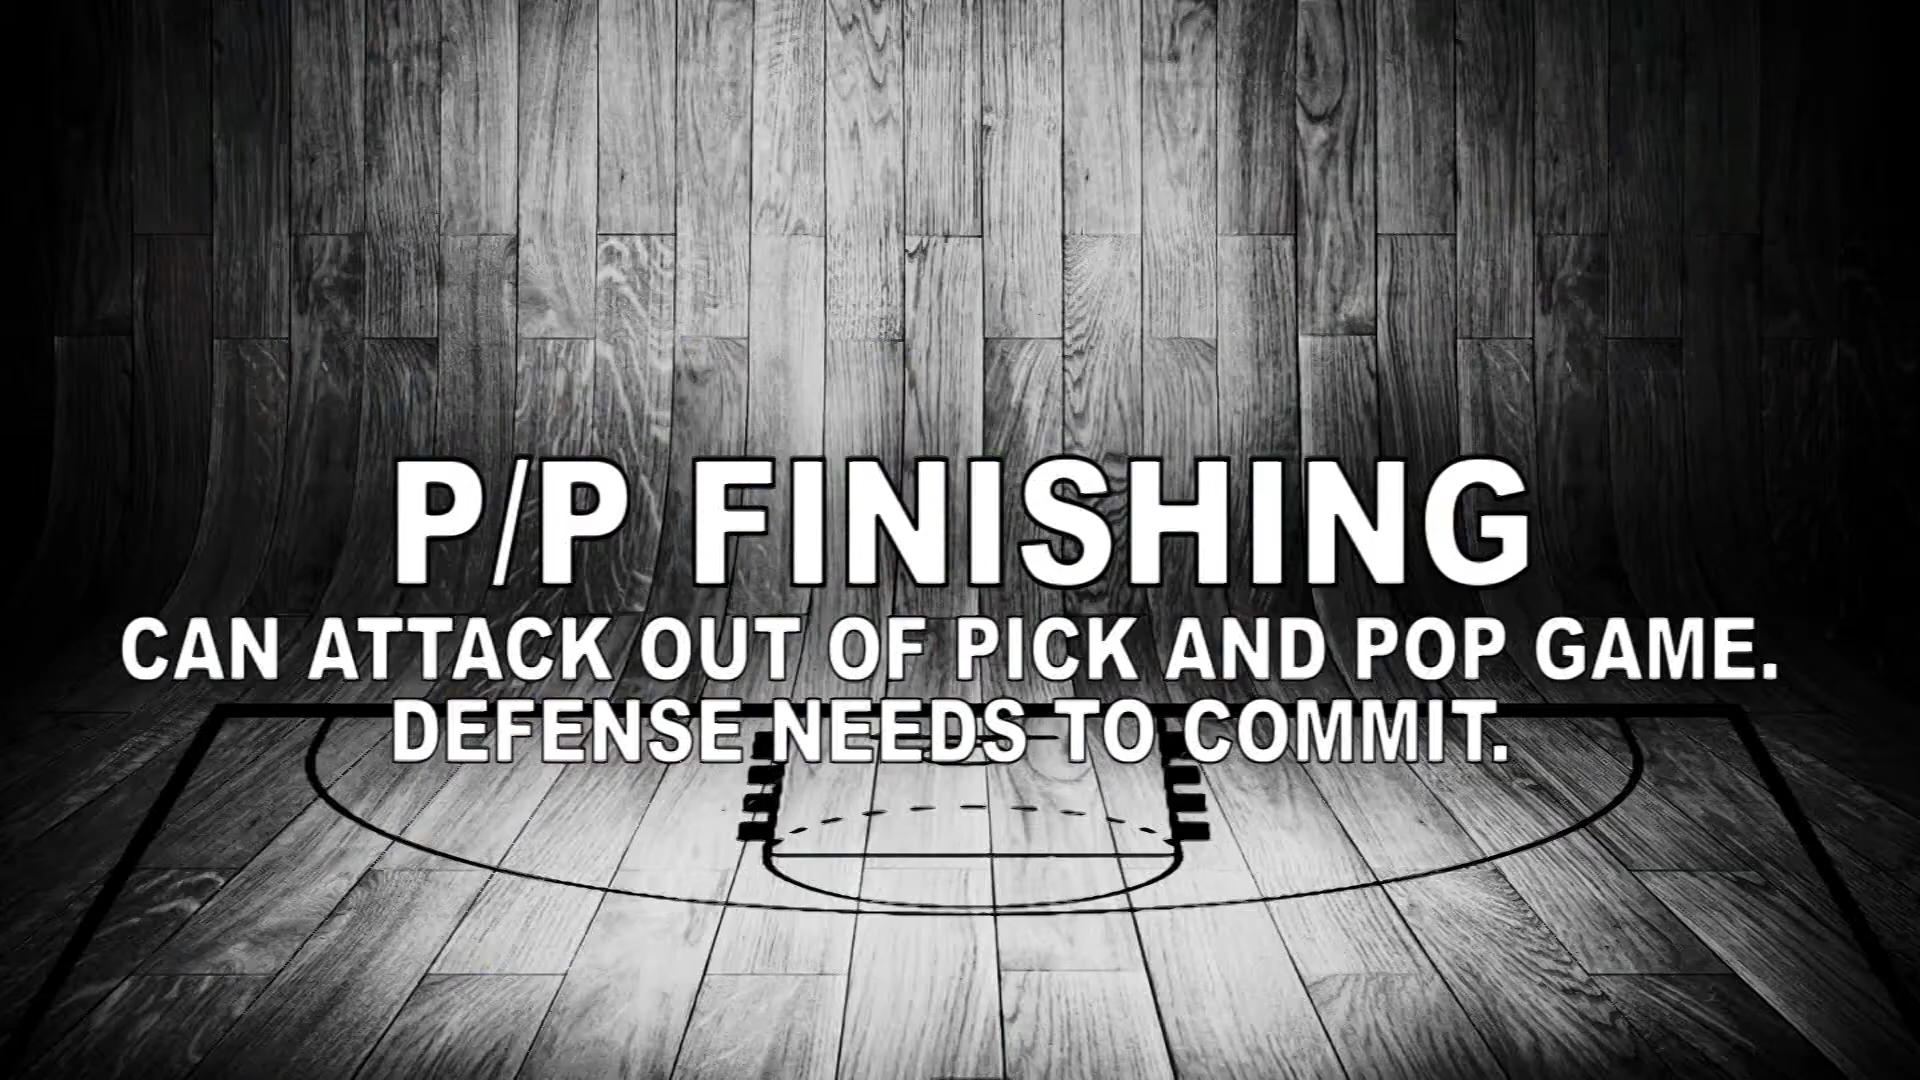 P/P FINISHING
CAN ATTACK OUT OF PICK AND POP GAME.
DEFENSE NEEDS TO COMMIT.